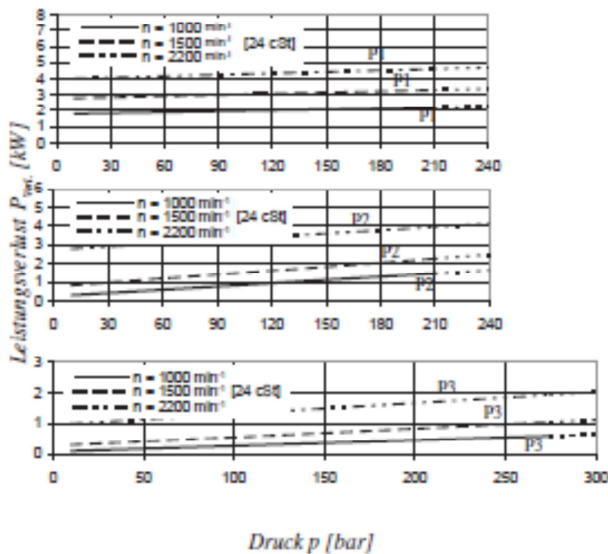 8
7
6
5
4
3
2
1
0
n = 1000 min⁻¹
n = 1500 min⁻¹ [24 cSt]
n = 2200 min⁻¹
P1
P1
P1
0 30 60 90 120 150 180 210 240
6
5
4
3
2
1
0
n = 1000 min⁻¹
n = 1500 min⁻¹ [24 cSt]
n = 2200 min⁻¹
P2
P2
P2
0 30 60 90 120 150 180 210 240
3
2
1
0
n = 1000 min⁻¹
n = 1500 min⁻¹ [24 cSt]
n = 2200 min⁻¹
P3
P3
P3
0 50 100 150 200 250 300
Leistungsverlust P [kW]
Druck p [bar]